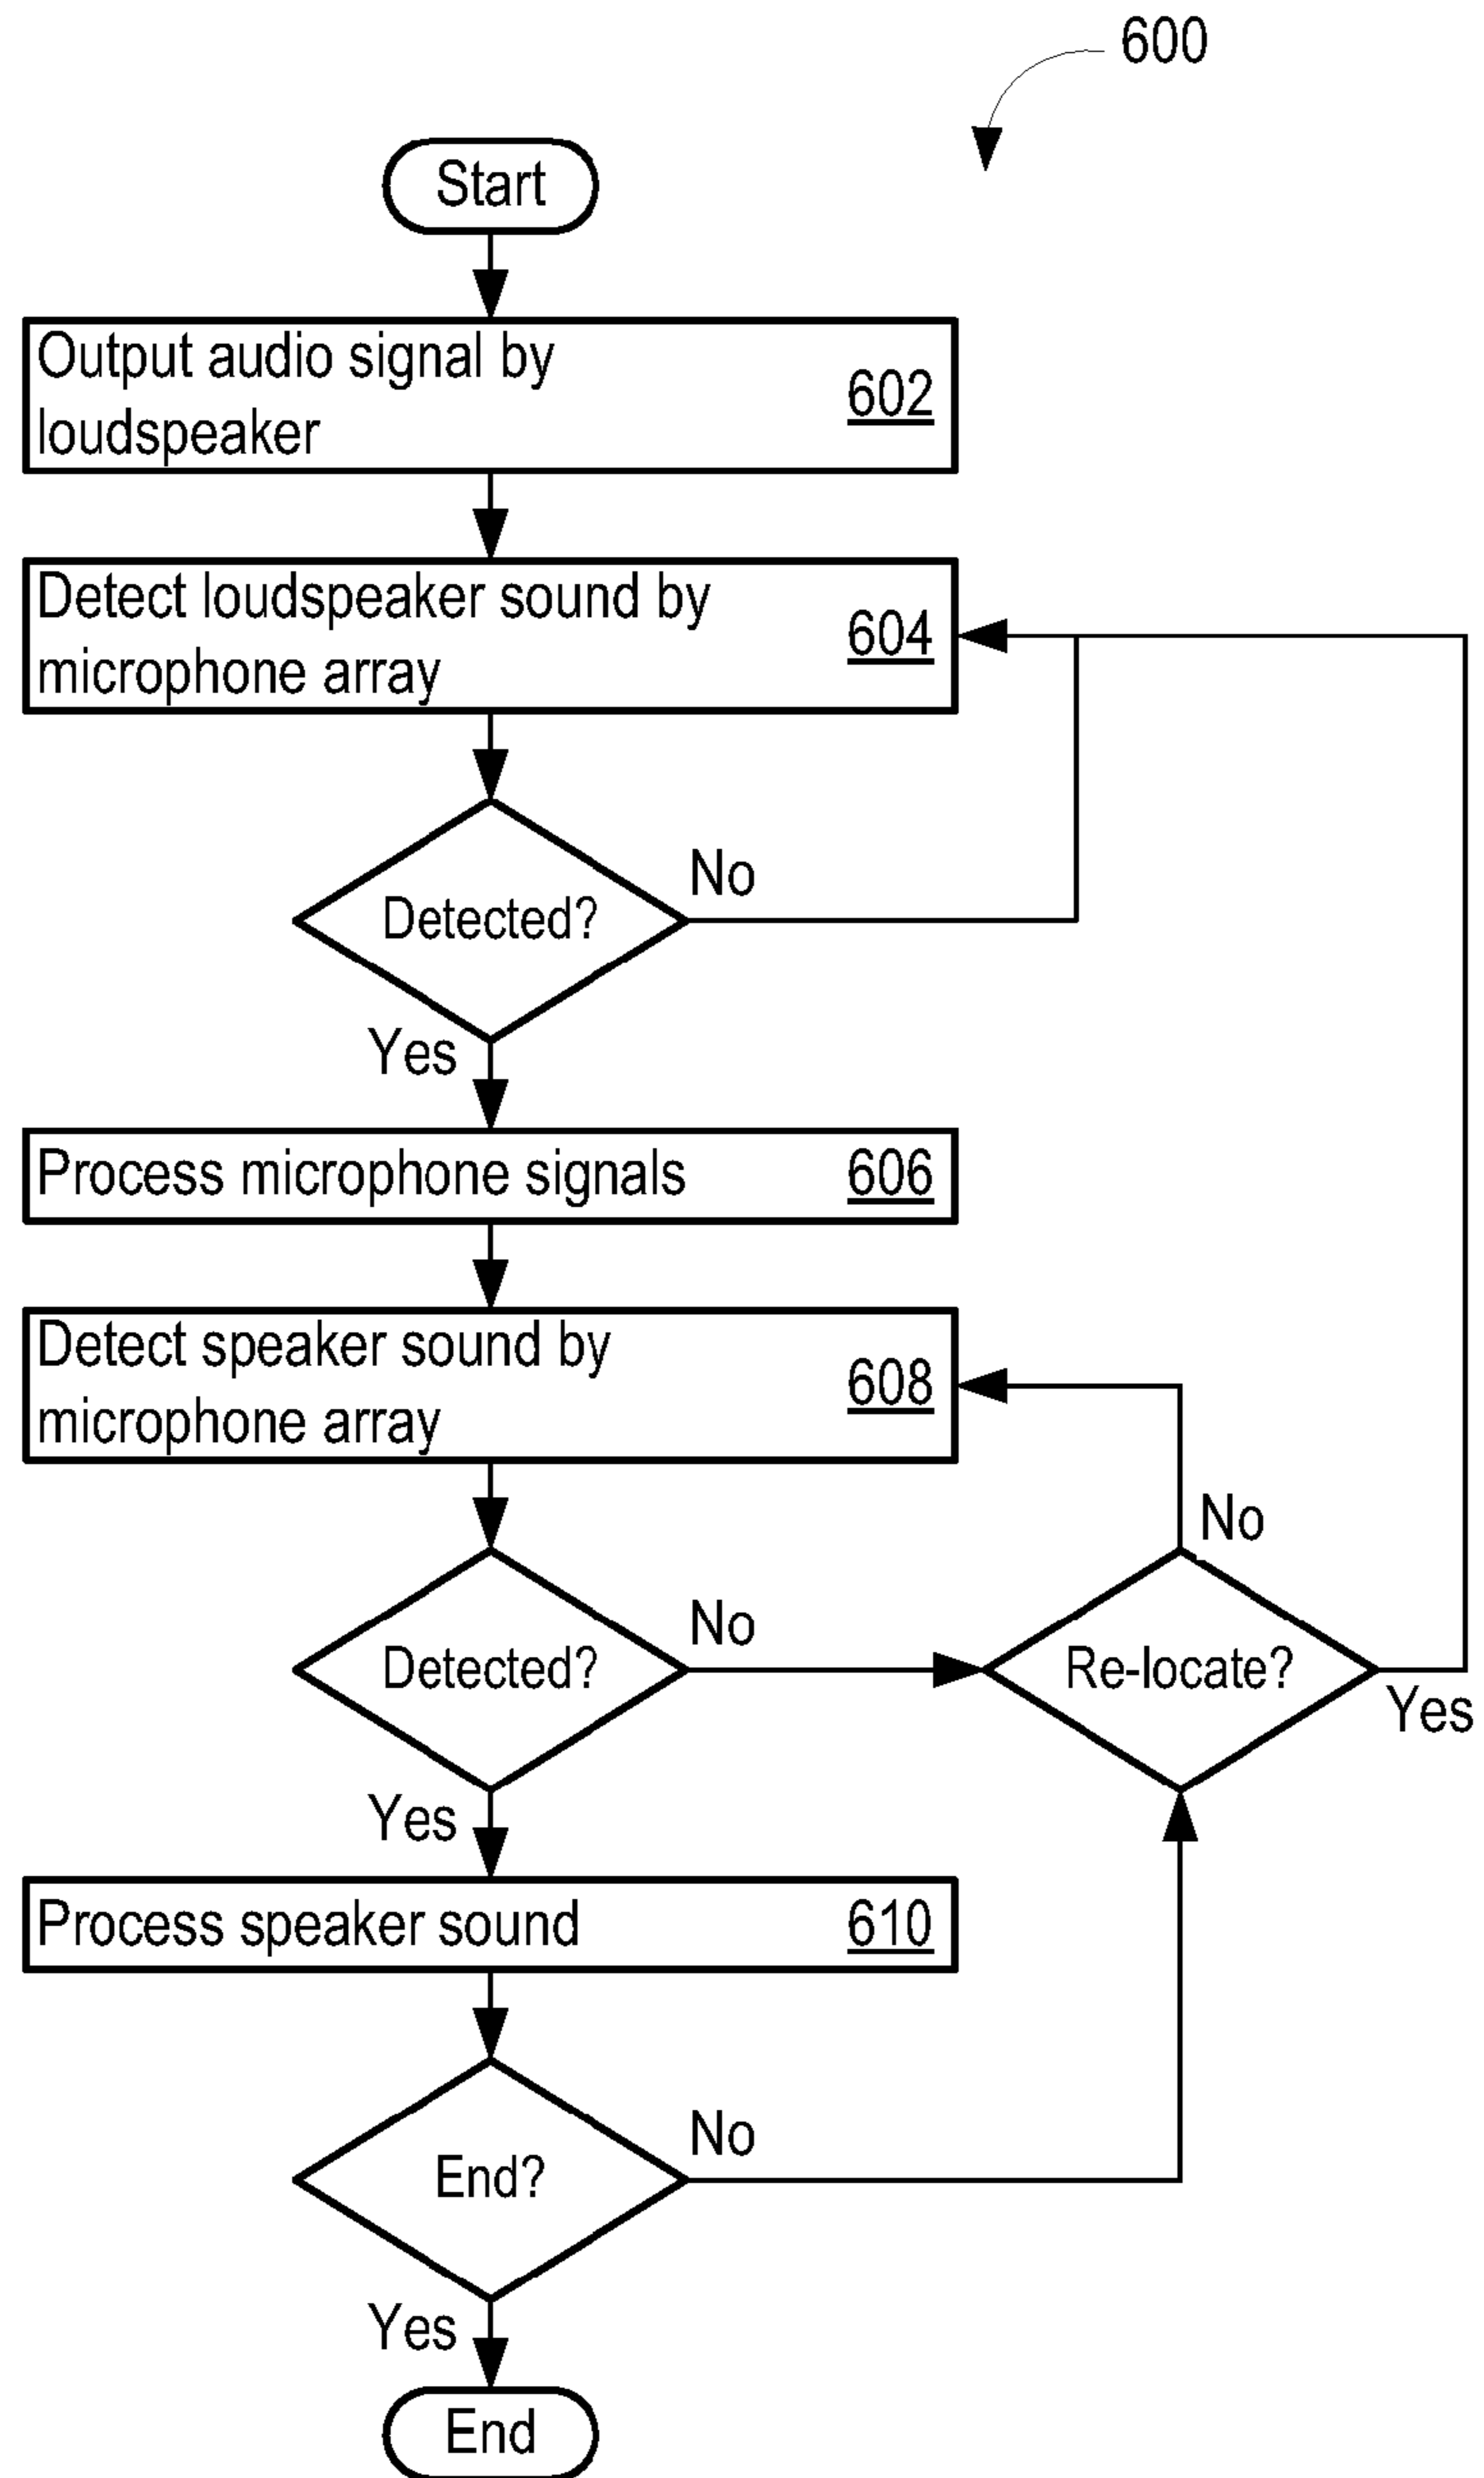 600
Start
Output audio signal by
loudspeaker
602
Detect loudspeaker sound by
microphone array
604
No
Detected?
Yes
Process microphone signals
606
Detect speaker sound by
microphone array
608
No
No
Detected?
Re-locate?
Yes
Yes
Process speaker sound
610
No
End?
Yes
End